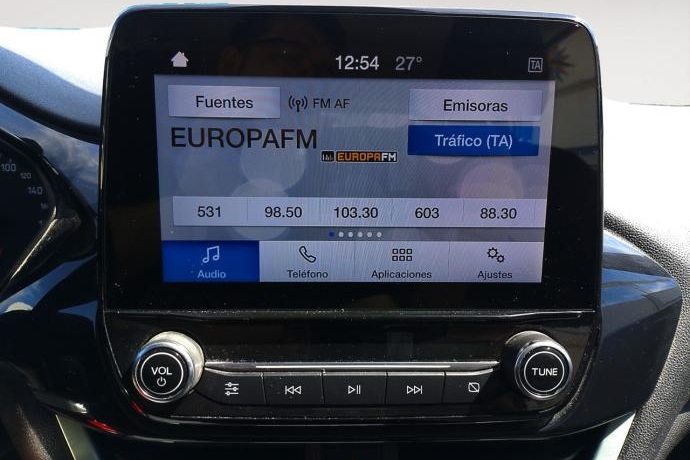 12:54 27° TA
Fuentes FM AF Emisoras
EUROPAFM Tráfico (TA)
EUROPAFM
531 98.50 103.30 603 88.30
Audio Teléfono Aplicaciones Ajustes
100
120
140
VOL TUNE